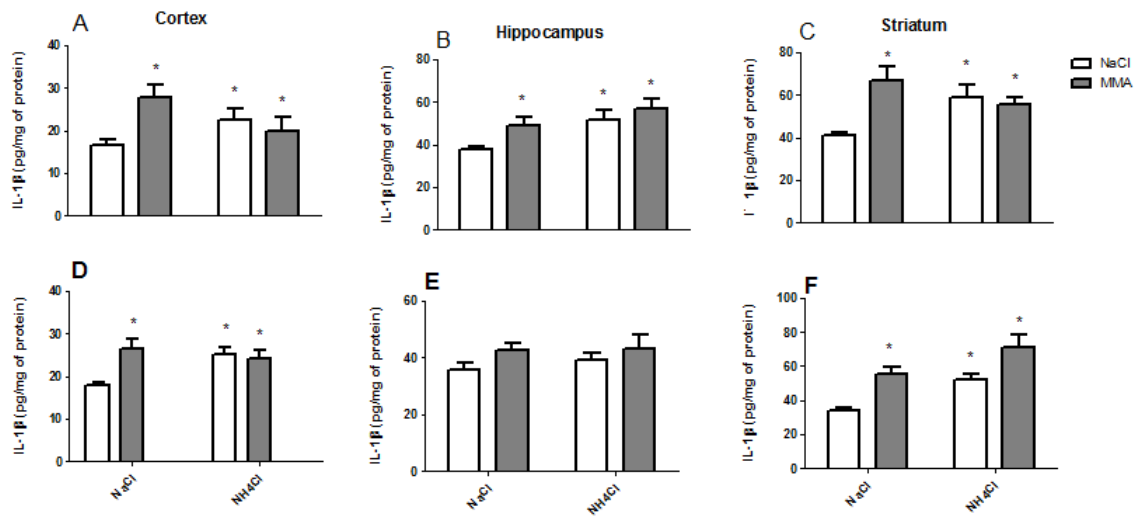 A
Cortex
IL-1β (pg/mg of protein)
40
30
20
10
0
*
*
*
B
Hippocampus
IL-1β (pg/mg of protein)
80
60
40
20
0
*
*
*
C
Striatum
1β (pg/mg of protein)
80
60
40
20
0
*
*
*
NaCl
MMA
D
IL-1β (pg/mg of protein)
40
30
20
10
0
*
*
*
NaCl
NH4Cl
E
IL-1β (pg/mg of protein)
60
40
20
0
NaCl
NH4Cl
F
IL-1β (pg/mg of protein)
100
80
60
40
20
0
*
*
*
NaCl
NH4Cl